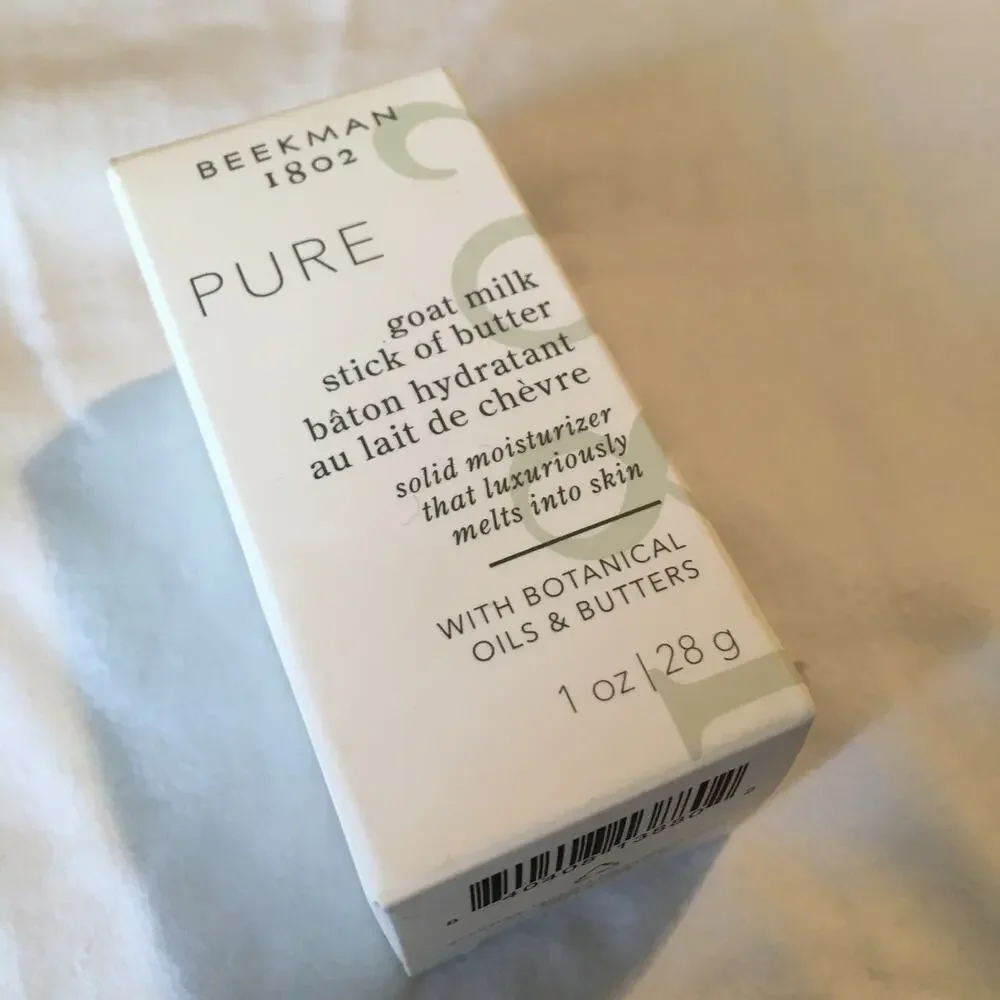 BEEKMAN
1802
PURE
goat milk
stick of butter
bâton hydratant
au lait de chèvre
solid moisturizer
that luxuriously
melts into skin
WITH BOTANICAL
OILS & BUTTERS
1 oz | 28 g